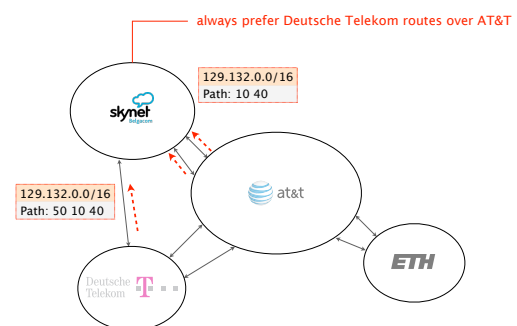 always prefer Deutsche Telekom routes over AT&T
129.132.0.0/16
Path: 10 40
skynet
Belgacom
at&t
129.132.0.0/16
Path: 50 10 40
ETH
Deutsche
Telekom
T